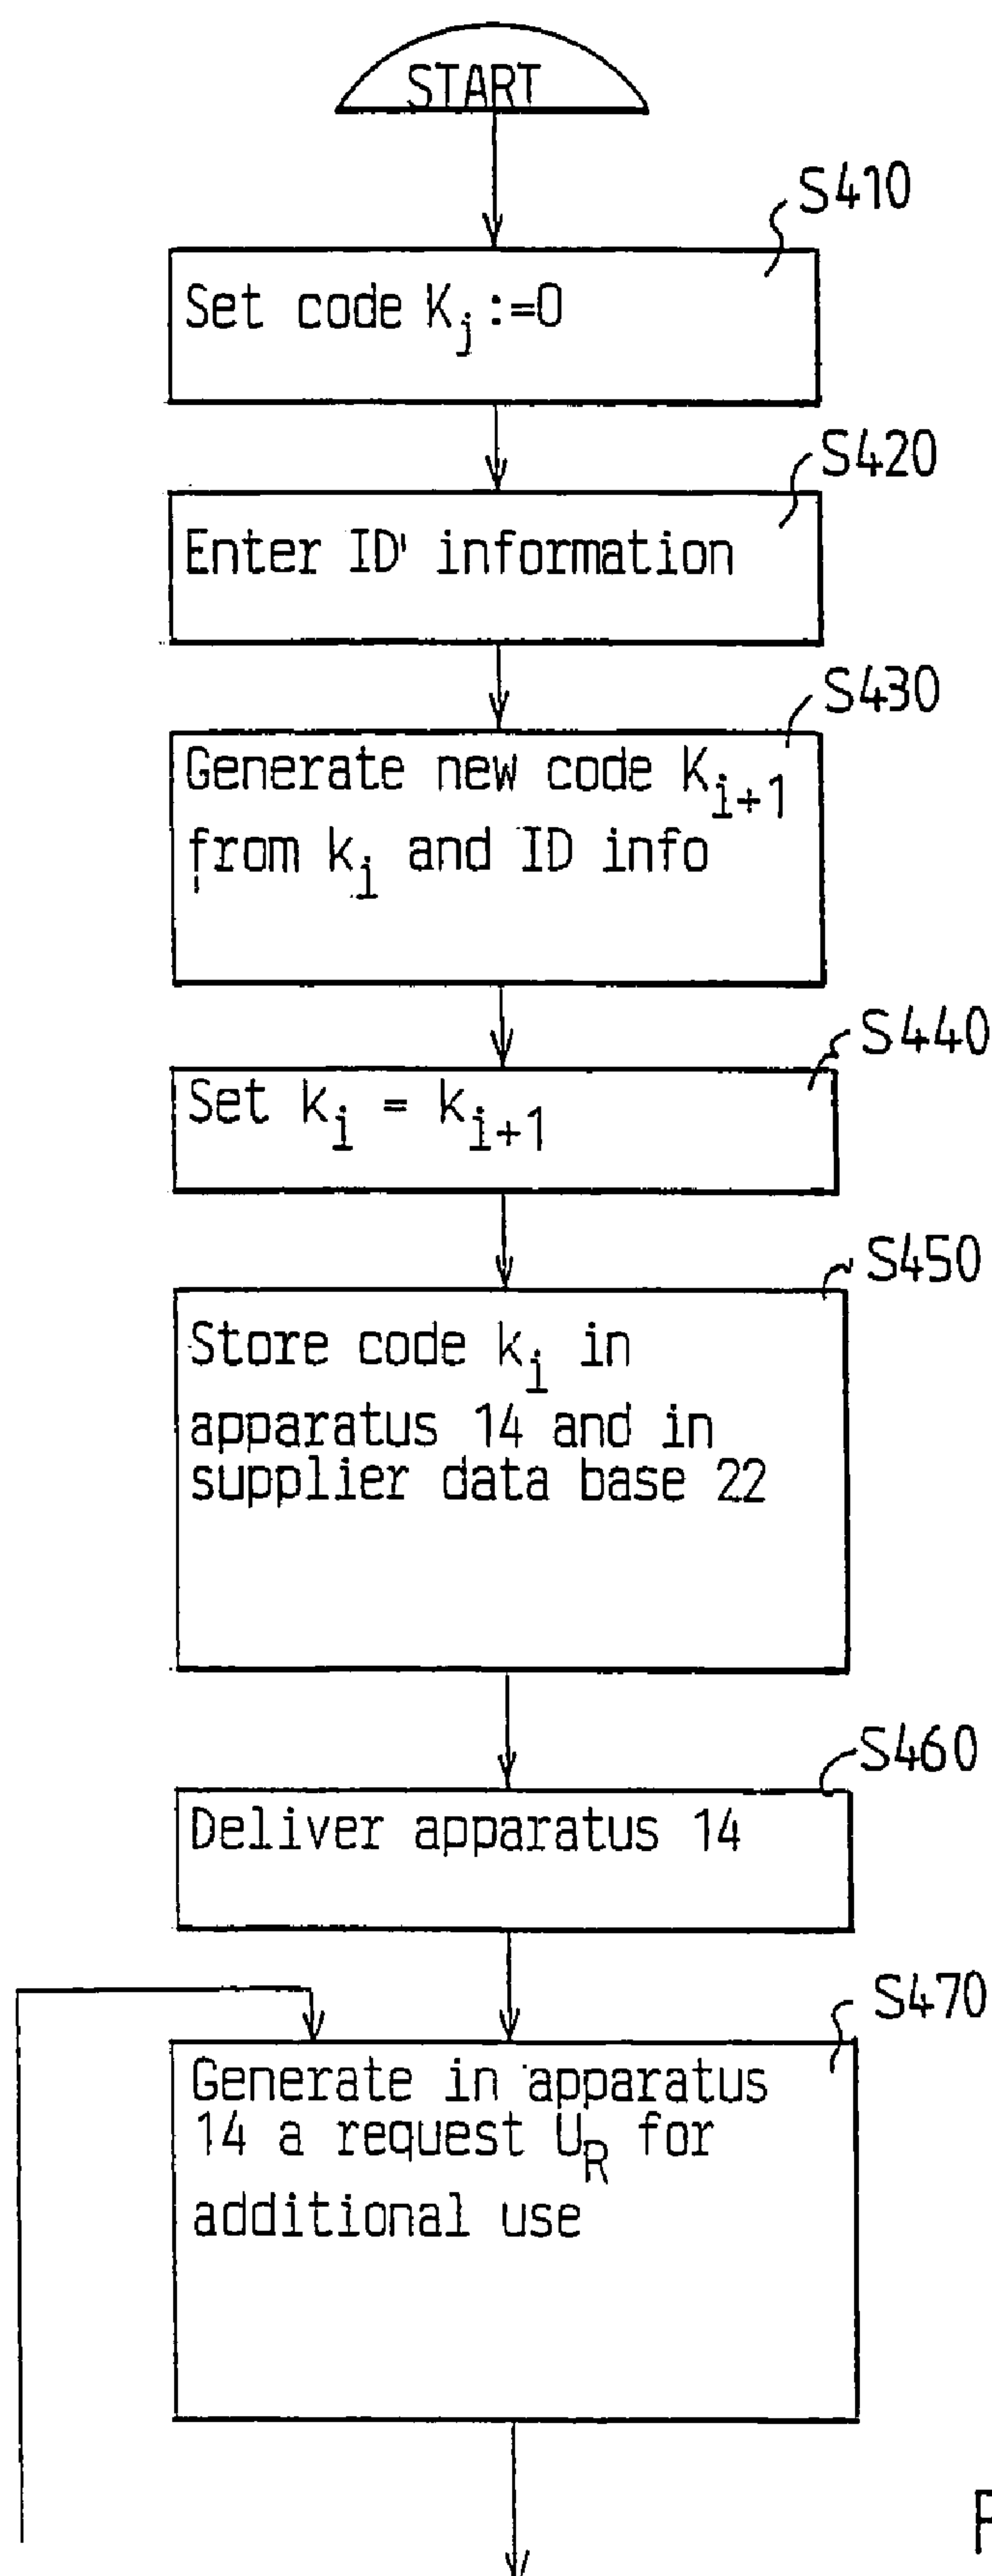 START
S410
Set code Kj :=0
S420
Enter ID' information
S430
Generate new code Ki+1
from ki and ID info
S440
Set ki = ki+1
S450
Store code ki in
apparatus 14 and in
supplier data base 22
S460
Deliver apparatus 14
S470
Generate in apparatus
14 a request UR for
additional use